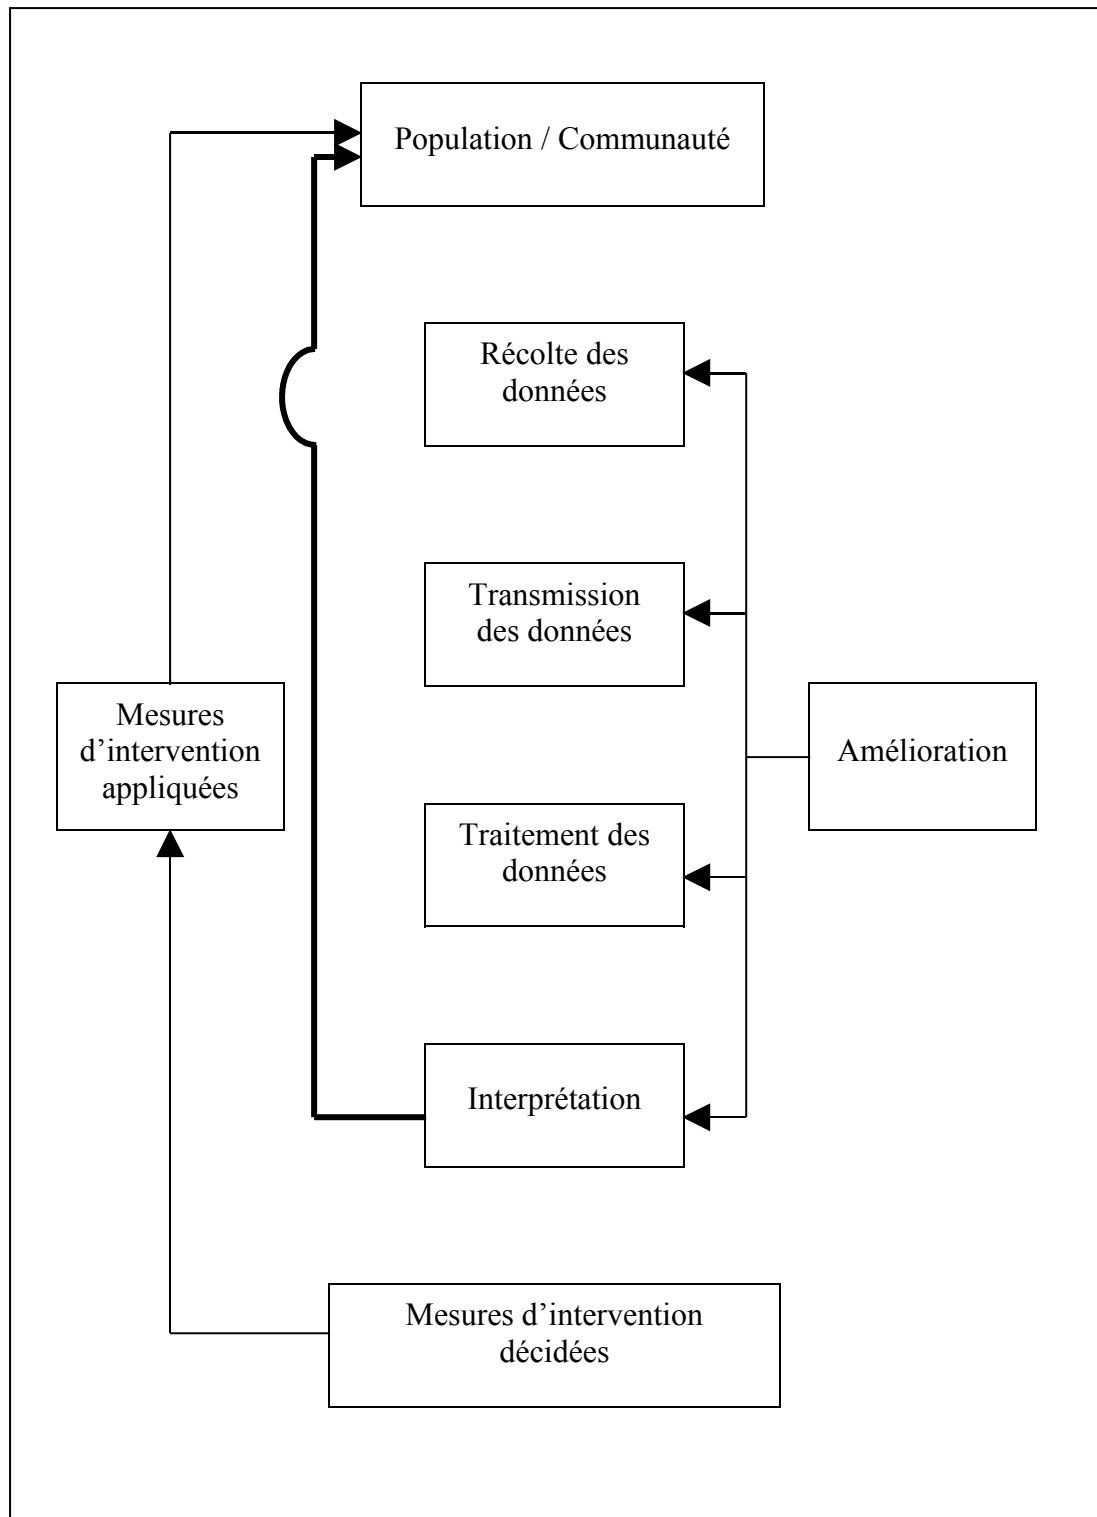 Population / Communauté
Récolte des
données
Transmission
des données
Mesures
d’intervention
appliquées
Amélioration
Traitement des
données
Interprétation
Mesures d’intervention
décidées